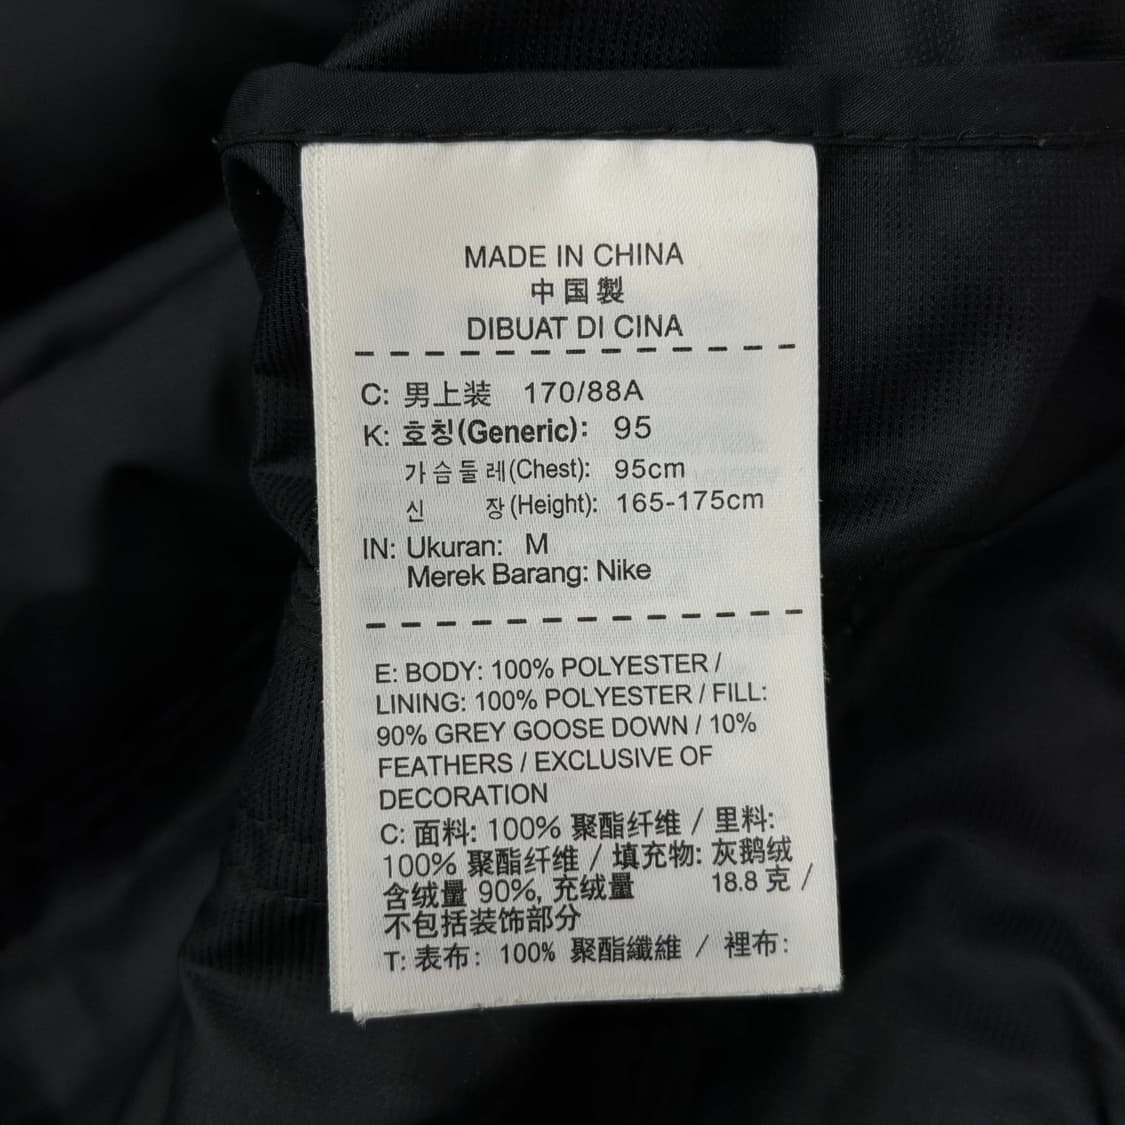 MADE IN CHINA
中国製
DIBUAT DI CINA
C: 男上装 170/88A
K: 호칭(Generic): 95
가슴둘레(Chest): 95cm
신 장(Height): 165-175cm
IN: Ukuran: M
Merek Barang: Nike
E: BODY: 100% POLYESTER /
LINING: 100% POLYESTER / FILL:
90% GREY GOOSE DOWN / 10%
FEATHERS / EXCLUSIVE OF
DECORATION
C: 面料: 100% 聚酯纤维 / 里料:
100% 聚酯纤维 / 填充物: 灰鹅绒
含绒量 90%, 充绒量 18.8 克 /
不包括装饰部分
T: 表布: 100% 聚酯纖維 / 裡布: